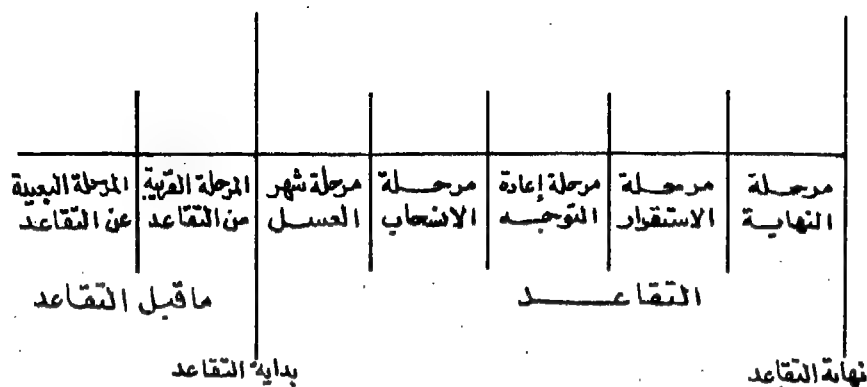 مرحلة
النهاية
مرحلة
الاستقرار
مرحلة إعادة
التوجه
مرحلة
الانسحاب
مرحلة شهر
العسل
المرحلة القريبة
من التقاعد
المرحلة البعيدة
عن التقاعد
التقاعد
ماقبل التقاعد
نهاية التقاعد
بداية التقاعد